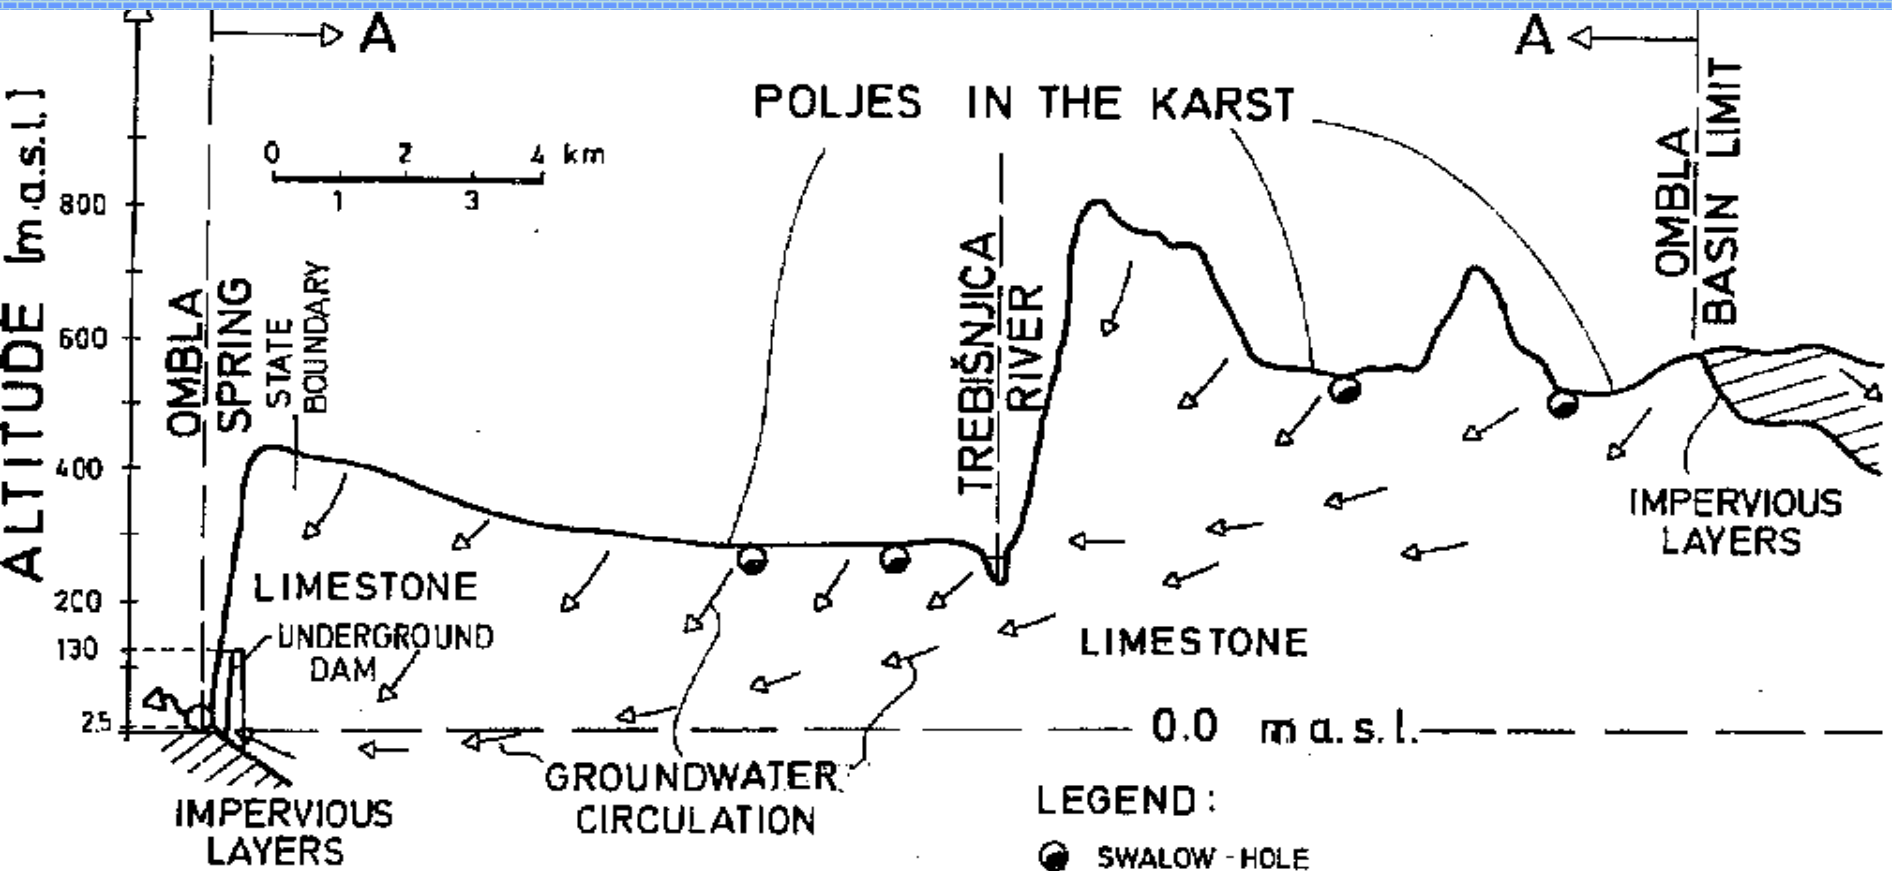 A
A
POLJES IN THE KARST
ALTITUDE [m.a.s.l.]
0 2 4 km
1 3
800
600
400
200
130
2.5
OMBLA
SPRING
STATE
BOUNDARY
TREBIŠNJICA
RIVER
OMBLA
BASIN LIMIT
IMPERVIOUS
LAYERS
LIMESTONE
UNDERGROUND
DAM
LIMESTONE
0.0 m a.s.l.
GROUNDWATER
CIRCULATION
IMPERVIOUS
LAYERS
LEGEND:
SWALOW-HOLE